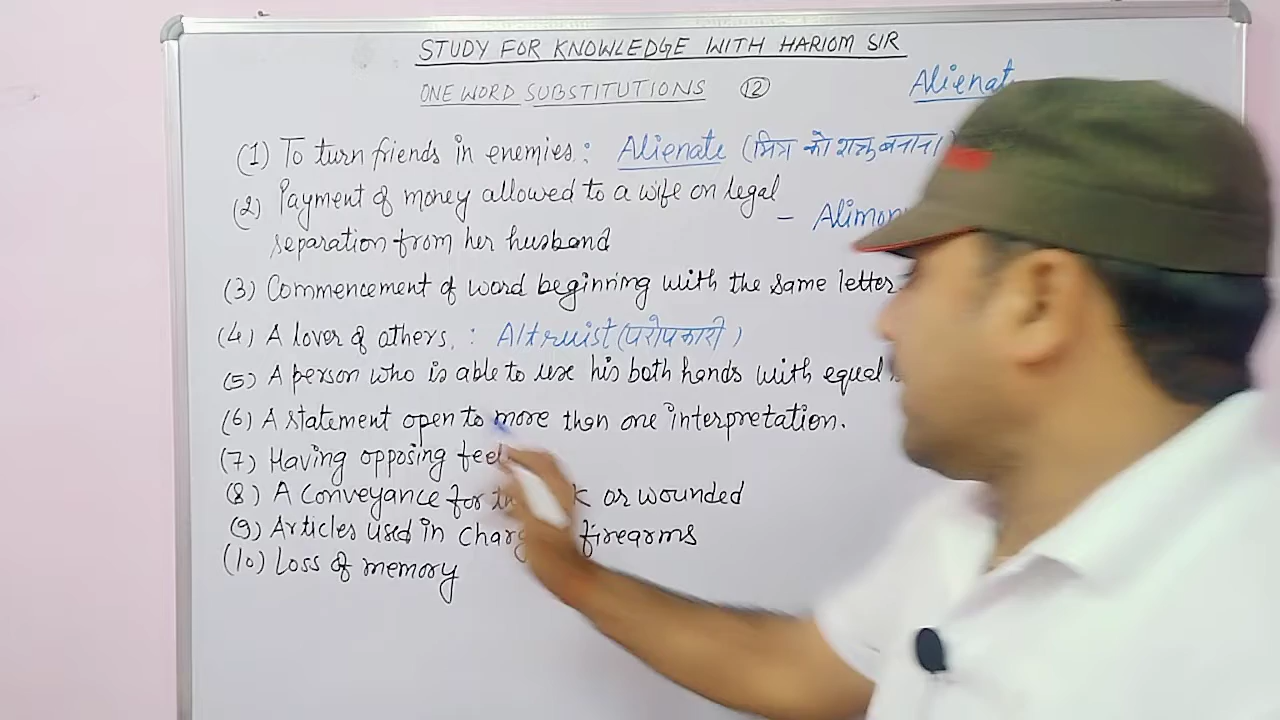 STUDY FOR KNOWLEDGE WITH HARIOM SIR
ONE WORD SUBSTITUTIONS (12)
Alienat
(1) To turn friends in enemies : Alienate (मित्र को शत्रु बनाना)
(2) Payment of money allowed to a wife on legal
separation from her husband - Alimon
(3) Commencement of word beginning with the same letter
(4) A lover of others. : Altruist (परोपकारी)
(5) A person who is able to use his both hands with equal
(6) A statement open to more than one interpretation.
(7) Having opposing feel
(8) A Conveyance for or wounded
(9) Articles used in firearms
(10) Loss of memory